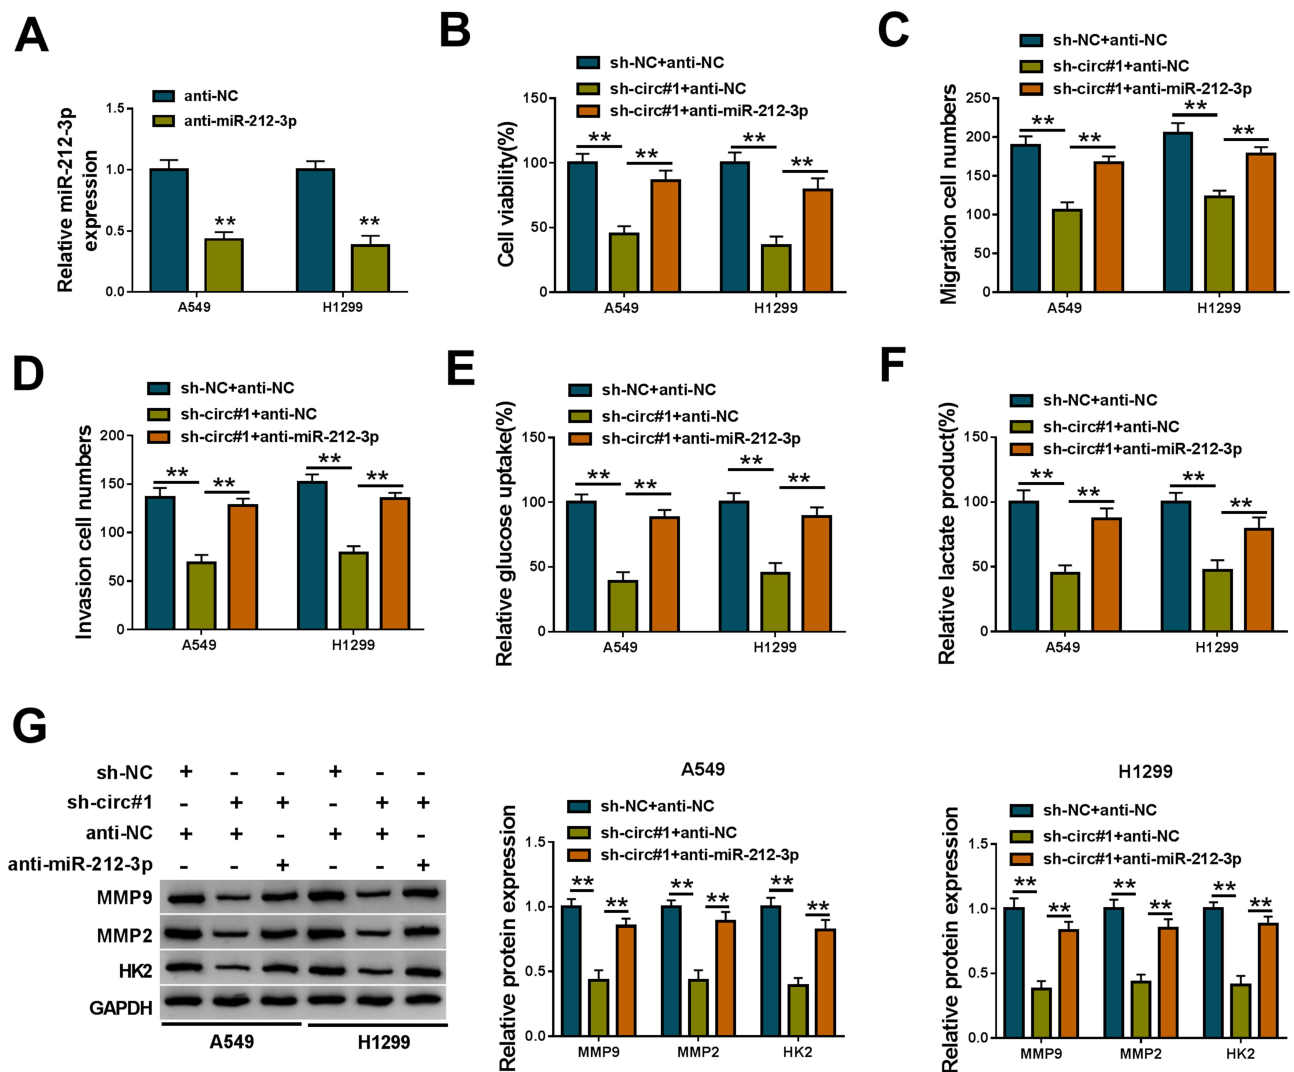 A
anti-NC
anti-miR-212-3p
Relative miR-212-3p
expression
1.5
1.0
0.5
0.0
**
**
A549
H1299
B
sh-NC+anti-NC
sh-circ#1+anti-NC
sh-circ#1+anti-miR-212-3p
Cell viability(%)
150
100
50
0
**
**
**
**
A549
H1299
C
sh-NC+anti-NC
sh-circ#1+anti-NC
sh-circ#1+anti-miR-212-3p
Migration cell numbers
250
200
150
100
50
0
**
**
**
**
A549
H1299
D
sh-NC+anti-NC
sh-circ#1+anti-NC
sh-circ#1+anti-miR-212-3p
Invasion cell numbers
200
150
100
50
0
**
**
**
**
A549
H1299
E
sh-NC+anti-NC
sh-circ#1+anti-NC
sh-circ#1+anti-miR-212-3p
Relative glucose uptake(%)
150
100
50
0
**
**
**
**
A549
H1299
F
sh-NC+anti-NC
sh-circ#1+anti-NC
sh-circ#1+anti-miR-212-3p
Relative lactate product(%)
150
100
50
0
**
**
**
**
A549
H1299
G
sh-NC + - - + - -
sh-circ#1 - + + - + +
anti-NC + + - + + -
anti-miR-212-3p - - + - - +
MMP9
MMP2
HK2
GAPDH
A549
H1299
A549
sh-NC+anti-NC
sh-circ#1+anti-NC
sh-circ#1+anti-miR-212-3p
Relative protein expression
1.5
1.0
0.5
0.0
**
**
**
**
**
**
MMP9
MMP2
HK2
H1299
sh-NC+anti-NC
sh-circ#1+anti-NC
sh-circ#1+anti-miR-212-3p
Relative protein expression
1.5
1.0
0.5
0.0
**
**
**
**
**
**
MMP9
MMP2
HK2